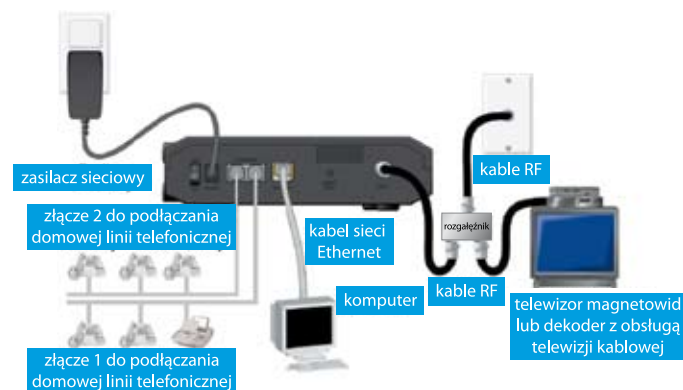 zasilacz sieciowy
złącze 2 do podłączania
domowej linii telefonicznej
złącze 1 do podłączania
domowej linii telefonicznej
kabel sieci
Ethernet
komputer
kable RF
rozgałęźnik
kable RF
telewizor magnetowid
lub dekoder z obsługą
telewizji kablowej